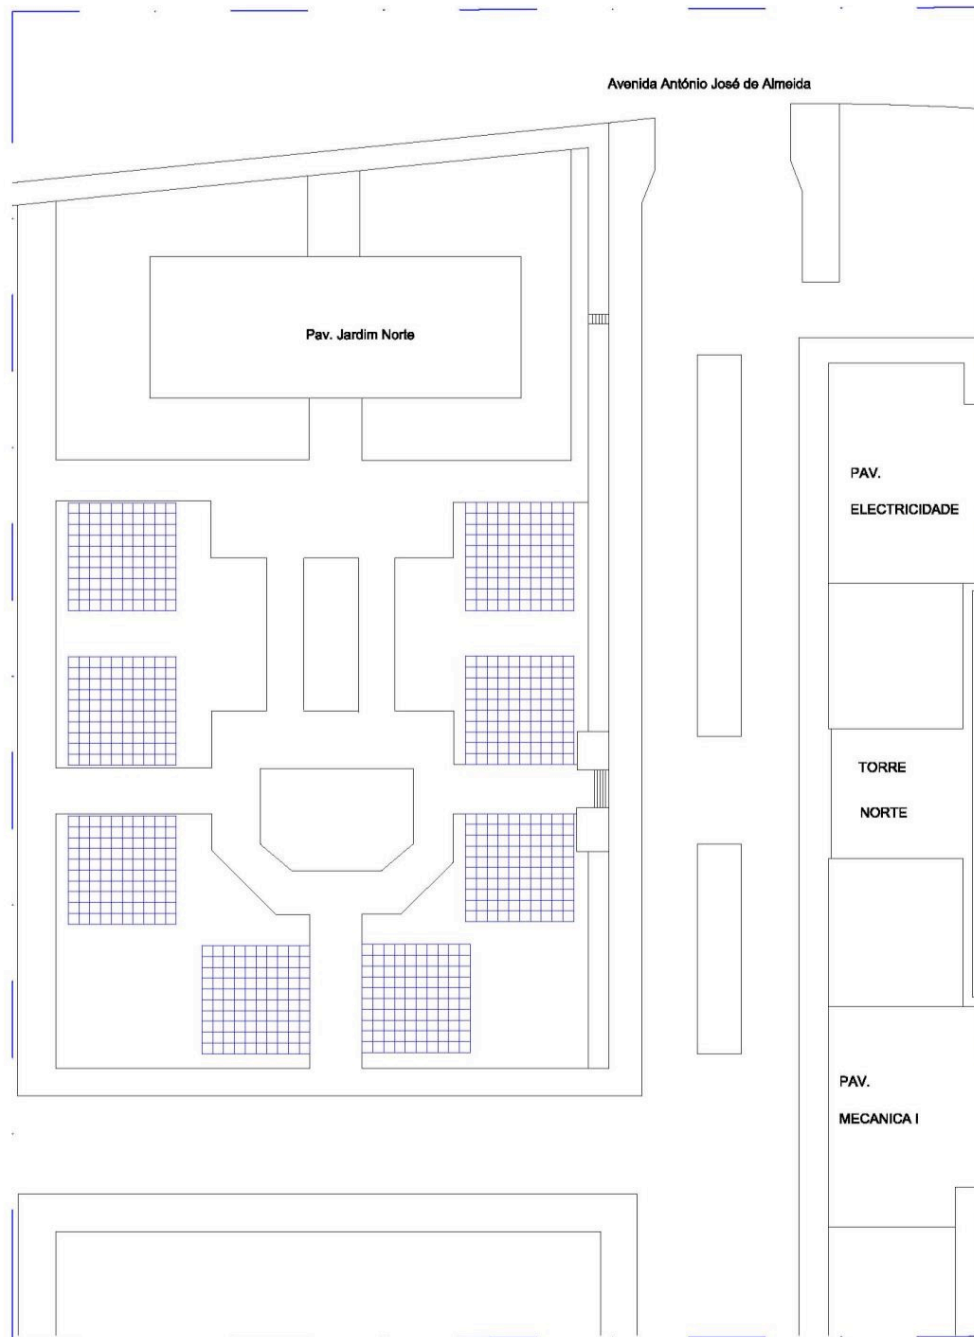 Avenida António José de Almeida
Pav. Jardim Norte
PAV.
ELECTRICIDADE
TORRE
NORTE
PAV.
MECANICA I